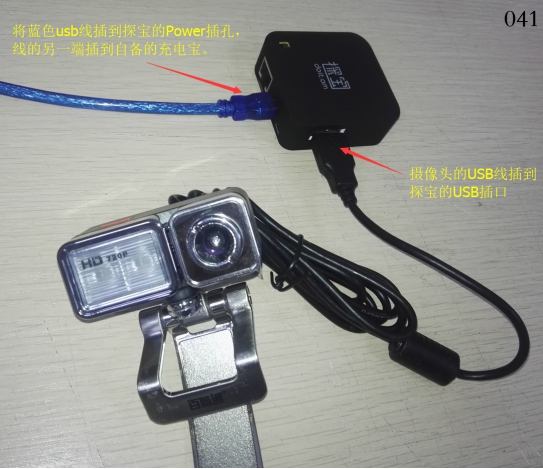 041
将蓝色usb线插到探宝的Power插孔，
线的另一端插到自备的充电宝。
探宝
dotcan
摄像头的USB线插到
探宝的USB插口
HD 720P